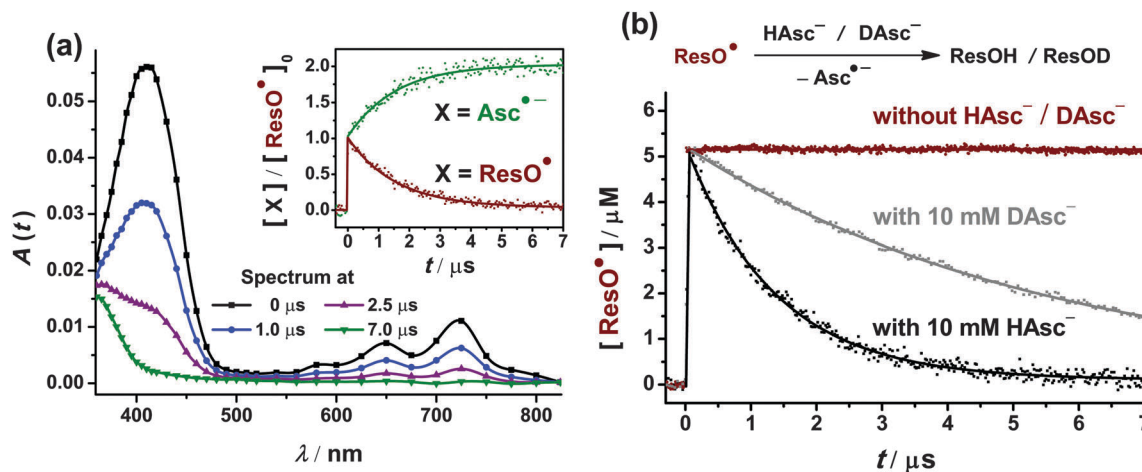 (a)
A (t)
0.05
0.04
0.03
0.02
0.01
0.00
400
500
600
700
800
λ / nm
Spectrum at
0 μs
2.5 μs
1.0 μs
7.0 μs
[ X ] / [ ResO• ]₀
2.0
1.0
0.0
X = Asc•−
X = ResO•
0
1
2
3
4
5
6
7
t / μs
(b)
HAsc− / DAsc−
ResO•
ResOH / ResOD
− Asc•−
[ ResO• ] / μM
6
5
4
3
2
1
0
without HAsc− / DAsc−
with 10 mM DAsc−
with 10 mM HAsc−
0
1
2
3
4
5
6
7
t / μs